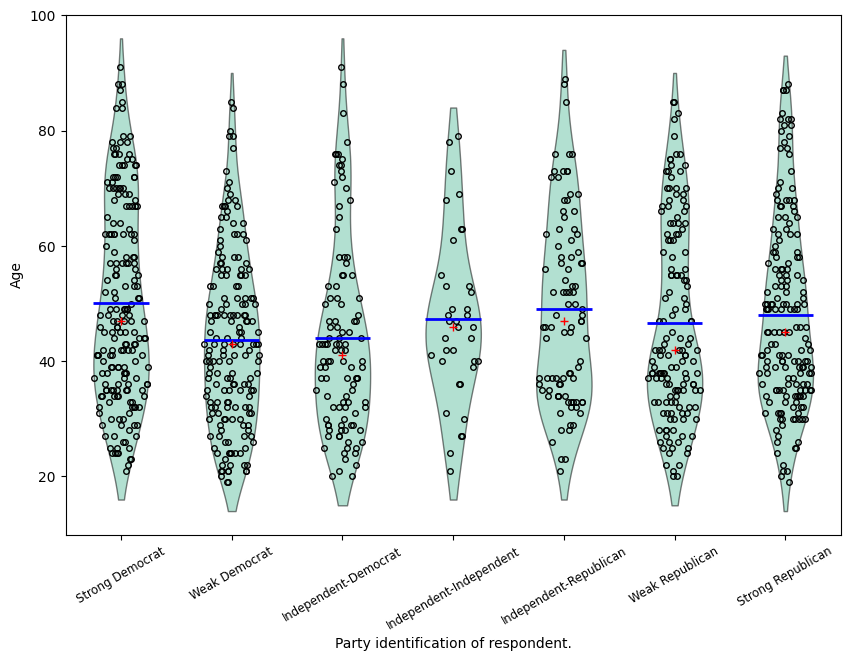 100
80
60
40
20
Age
Strong Democrat
Weak Democrat
Independent-Democrat
Independent-Independent
Independent-Republican
Weak Republican
Strong Republican
Party identification of respondent.